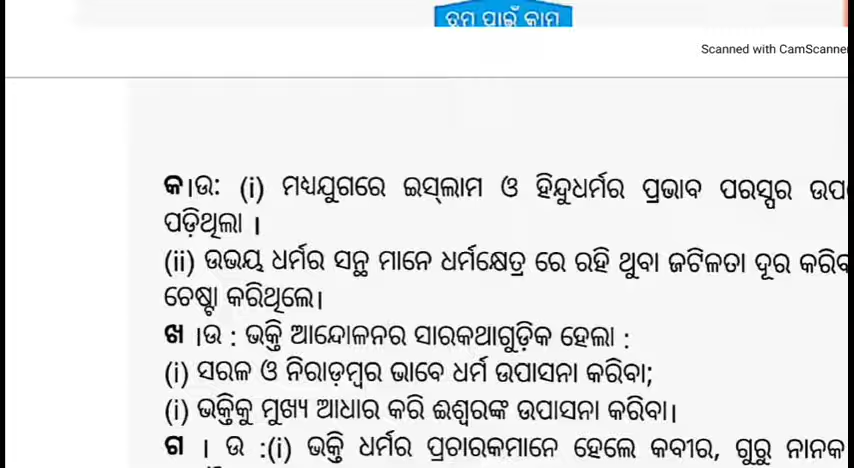 ତୁମ ପାଇଁ କାମ
Scanned with CamScanner
କ।ଉ: (i) ମଧ୍ୟଯୁଗରେ ଇସ୍‌ଲାମ ଓ ହିନ୍ଦୁଧର୍ମର ପ୍ରଭାବ ପରସ୍ପର ଉପ
ପଡ଼ିଥିଲା ।
(ii) ଉଭୟ ଧର୍ମର ସନ୍ଥ ମାନେ ଧର୍ମକ୍ଷେତ୍ର ରେ ରହି ଥିବା ଜଟିଳତା ଦୂର କରିବ
ଚେଷ୍ଟା କରିଥିଲେ।
ଖ ।ଉ : ଭକ୍ତି ଆନ୍ଦୋଳନର ସାରକଥାଗୁଡ଼ିକ ହେଲା :
(i) ସରଳ ଓ ନିରାଡ଼ମ୍ବର ଭାବେ ଧର୍ମ ଉପାସନା କରିବା;
(i) ଭକ୍ତିକୁ ମୁଖ୍ୟ ଆଧାର କରି ଈଶ୍ୱରଙ୍କ ଉପାସନା କରିବା।
ଗ । ଉ :(i) ଭକ୍ତି ଧର୍ମର ପ୍ରଚାରକମାନେ ହେଲେ କବୀର, ଗୁରୁ ନାନକ